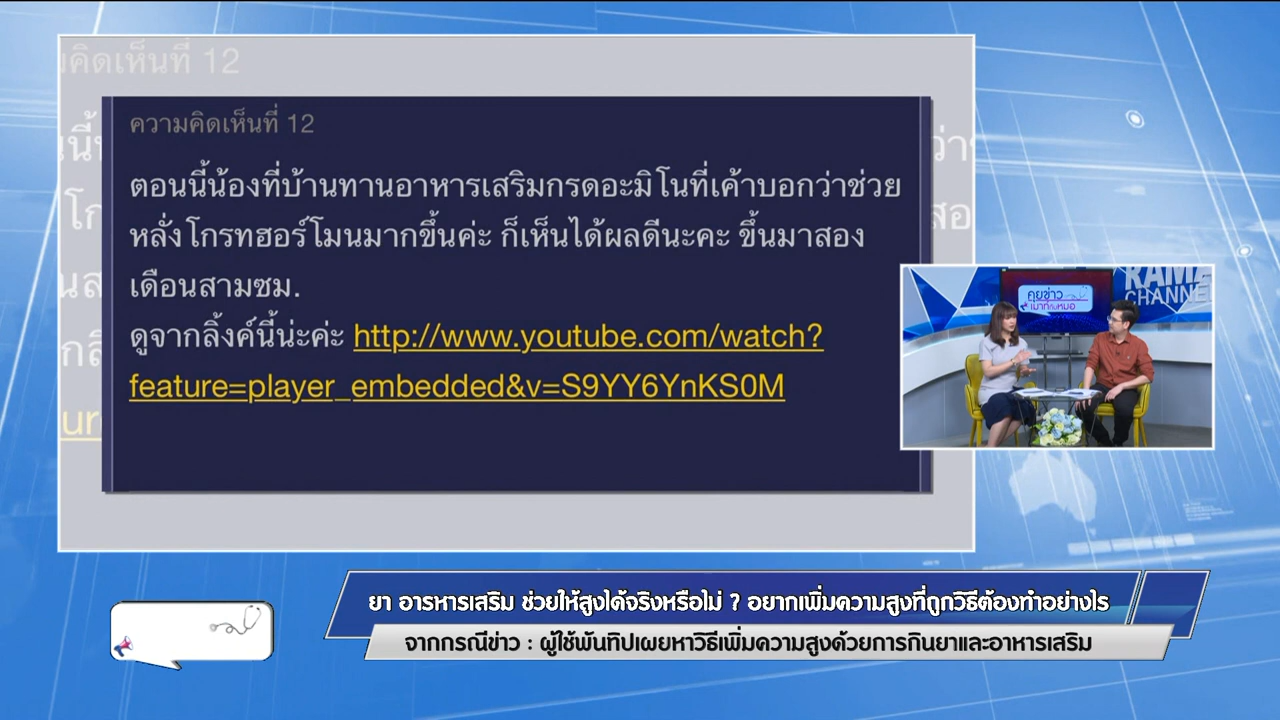 ความคิดเห็นที่ 12
ตอนนี้น้องที่บ้านทานอาหารเสริมกรดอะมิโนที่เค้าบอกว่าช่วย
หลั่งโกรทฮอร์โมนมากขึ้นค่ะ ก็เห็นได้ผลดีนะคะ ขึ้นมาสอง
เดือนสามซม.
ดูจากลิ้งค์นี้น่ะค่ะ http://www.youtube.com/watch?
feature=player_embedded&v=S9YY6YnKS0M
RAMA
CHANNEL
คุยข่าว
เมาท์กับหมอ
ยา อารหารเสริม ช่วยให้สูงได้จริงหรือไม่ ? อยากเพิ่มความสูงที่ถูกวิธีต้องทำอย่างไร
จากกรณีข่าว : ผู้ใช้พันทิปเผยหาวิธีเพิ่มความสูงด้วยการกินยาและอาหารเสริม